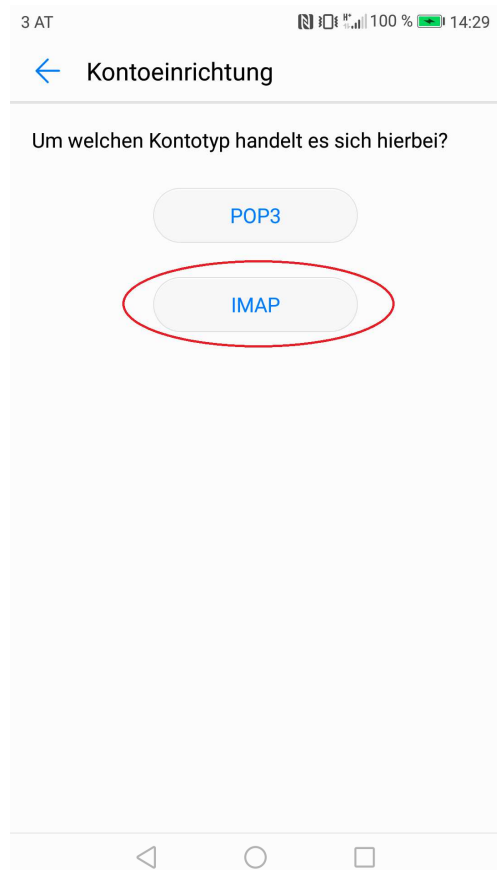 3 AT 100 % 14:29
Kontoeinrichtung
Um welchen Kontotyp handelt es sich hierbei?
POP3
IMAP